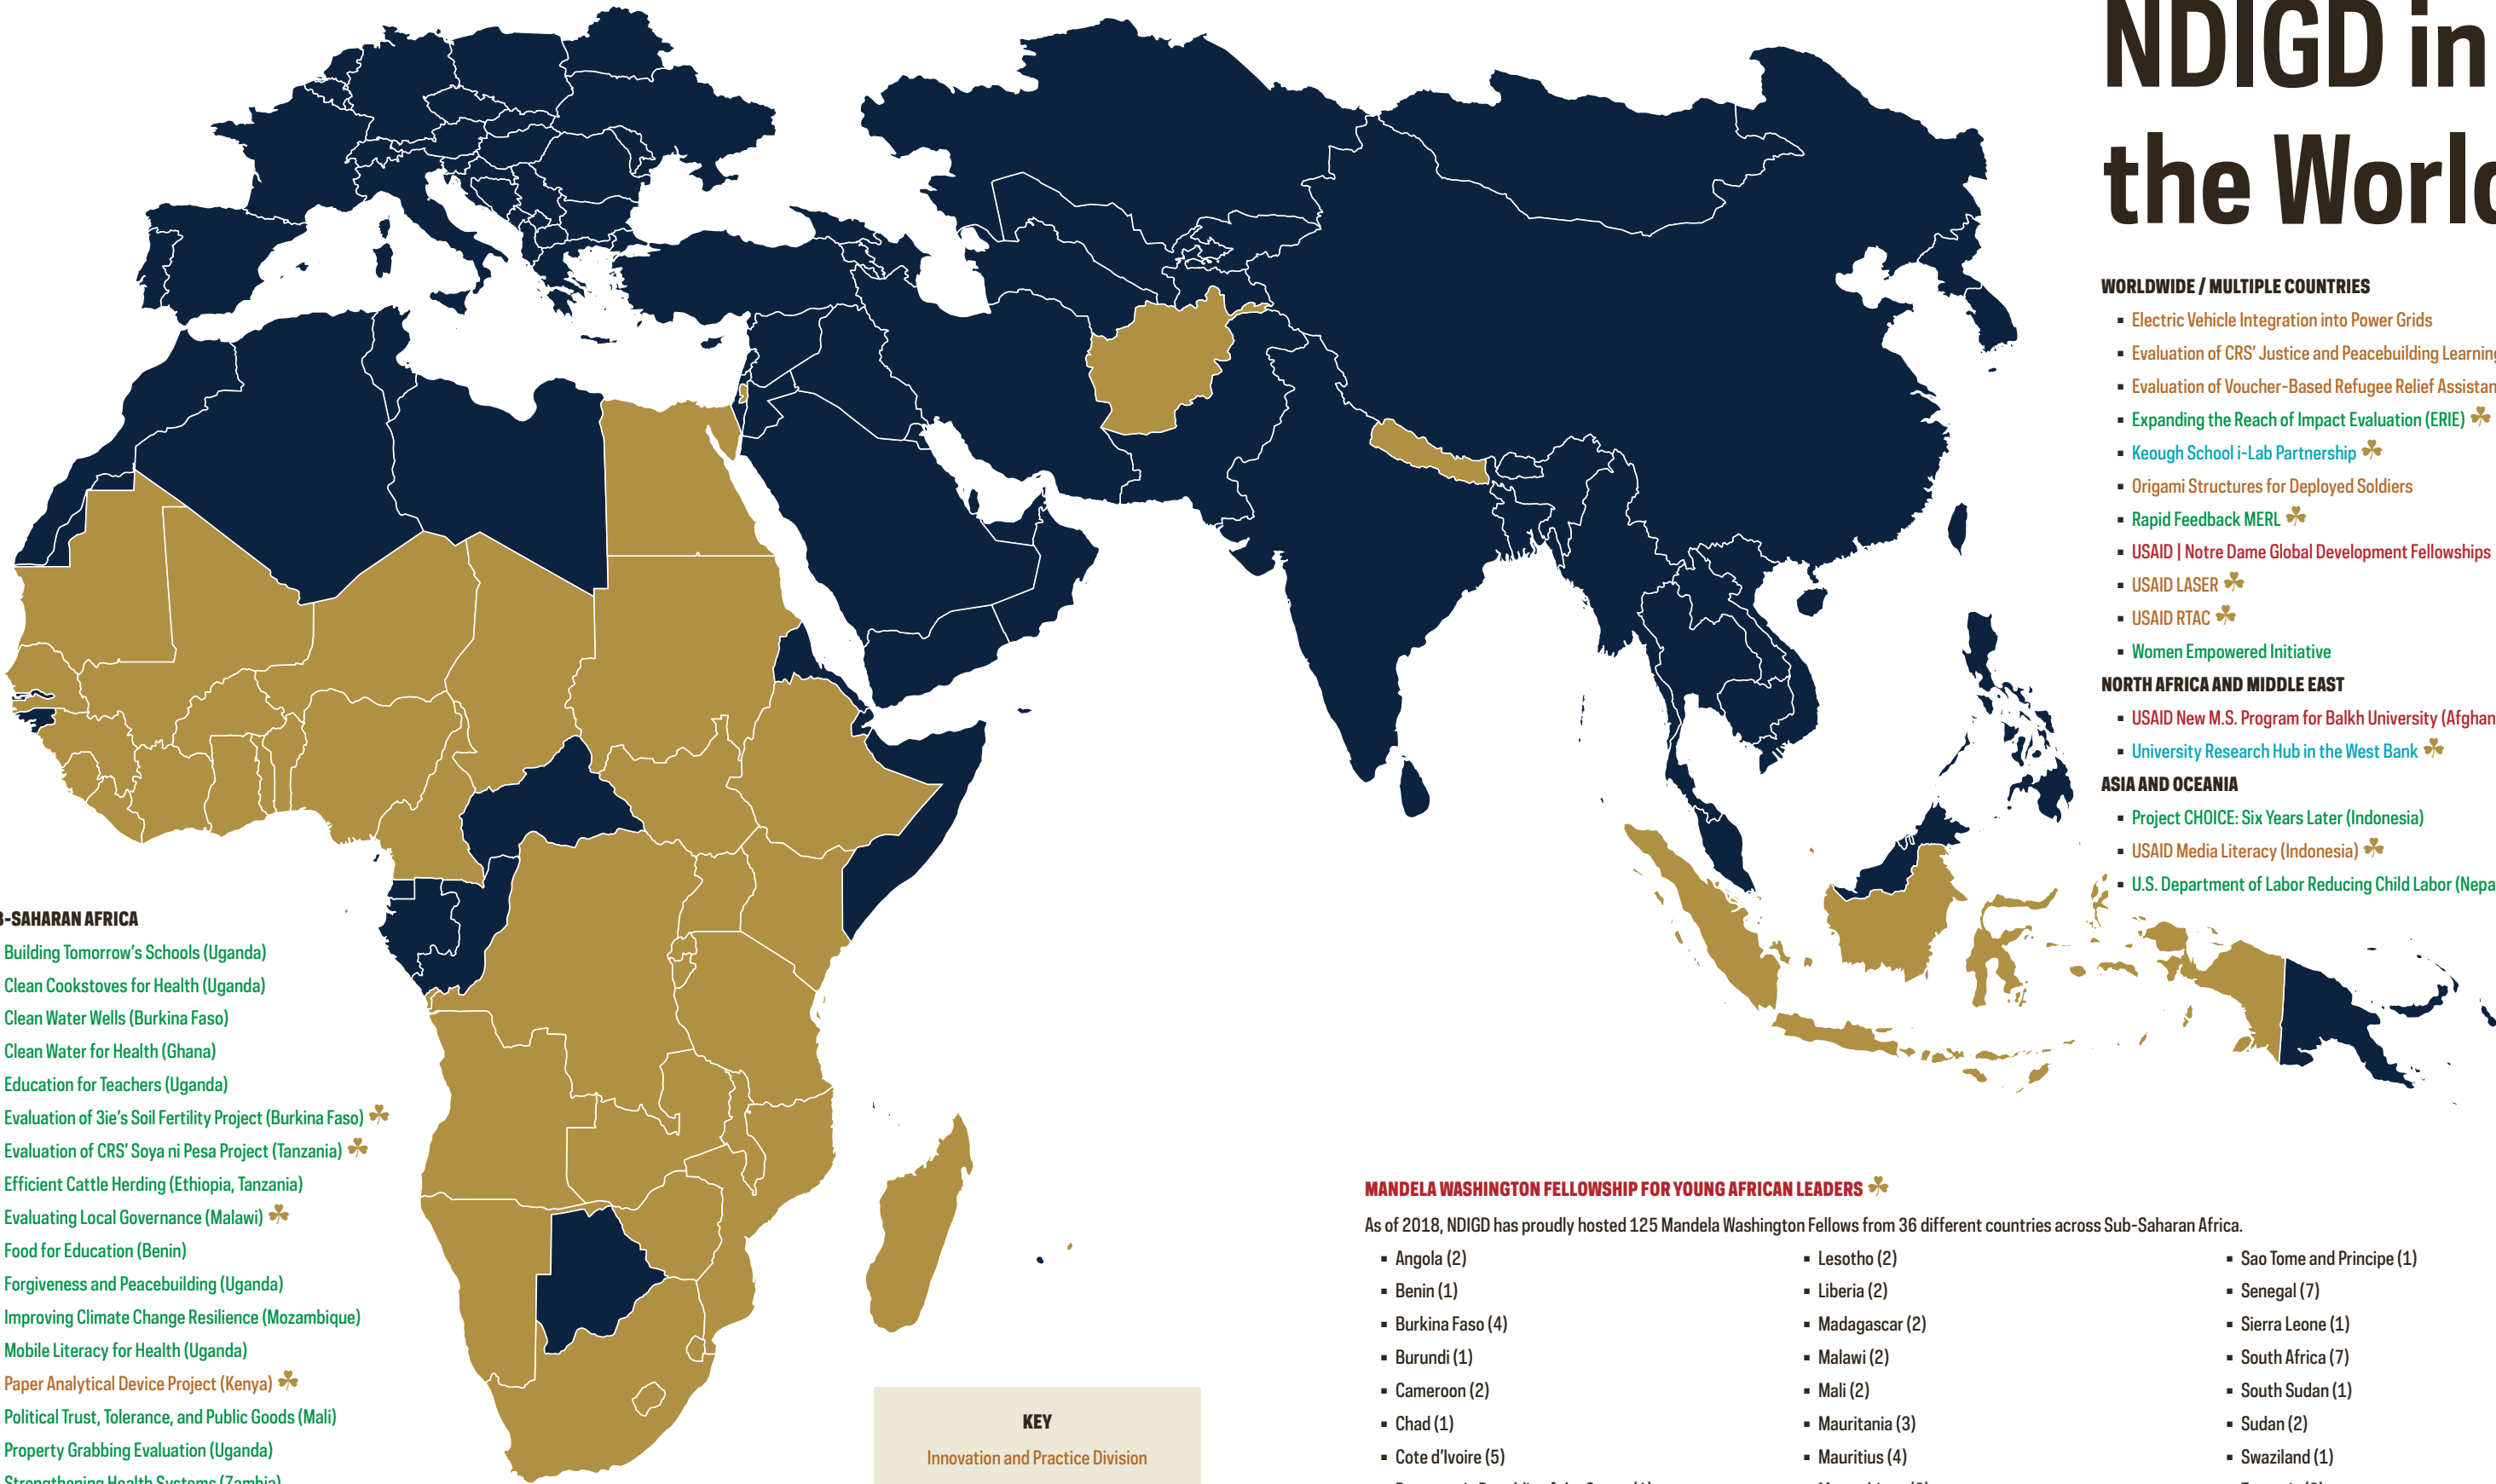 NDIGD in
the World
WORLDWIDE / MULTIPLE COUNTRIES
▪ Electric Vehicle Integration into Power Grids
▪ Evaluation of CRS' Justice and Peacebuilding Learning
▪ Evaluation of Voucher-Based Refugee Relief
▪ Expanding the Reach of Impact Evaluation (ERIE) ☘
▪ Keough School i-Lab Partnership ☘
▪ Origami Structures for Deployed Soldiers
▪ Rapid Feedback MERL ☘
▪ USAID | Notre Dame Global Development Fellowships
▪ USAID LASER ☘
▪ USAID RTAC ☘
▪ Women Empowered Initiative
NORTH AFRICA AND MIDDLE EAST
▪ USAID New M.S. Program for Balkh University (Afghan
▪ University Research Hub in the West Bank ☘
ASIA AND OCEANIA
▪ Project CHOICE: Six Years Later (Indonesia)
▪ USAID Media Literacy (Indonesia) ☘
▪ U.S. Department of Labor Reducing Child Labor (Nepa
B-SAHARAN AFRICA
Building Tomorrow's Schools (Uganda)
Clean Cookstoves for Health (Uganda)
Clean Water Wells (Burkina Faso)
Clean Water for Health (Ghana)
Education for Teachers (Uganda)
Evaluation of 3ie's Soil Fertility Project (Burkina Faso) ☘
Evaluation of CRS' Soya ni Pesa Project (Tanzania) ☘
Efficient Cattle Herding (Ethiopia, Tanzania)
Evaluating Local Governance (Malawi) ☘
Food for Education (Benin)
Forgiveness and Peacebuilding (Uganda)
Improving Climate Change Resilience (Mozambique)
Mobile Literacy for Health (Uganda)
Paper Analytical Device Project (Kenya) ☘
Political Trust, Tolerance, and Public Goods (Mali)
Property Grabbing Evaluation (Uganda)
Strengthening Health Systems (Zambia)
KEY
Innovation and Practice Division
MANDELA WASHINGTON FELLOWSHIP FOR YOUNG AFRICAN LEADERS ☘
As of 2018, NDIGD has proudly hosted 125 Mandela Washington Fellows from 36 different countries across Sub-Saharan Africa.
▪ Angola (2)
▪ Benin (1)
▪ Burkina Faso (4)
▪ Burundi (1)
▪ Cameroon (2)
▪ Chad (1)
▪ Cote d'Ivoire (5)
▪ Lesotho (2)
▪ Liberia (2)
▪ Madagascar (2)
▪ Malawi (2)
▪ Mali (2)
▪ Mauritania (3)
▪ Mauritius (4)
▪ Sao Tome and Principe (1)
▪ Senegal (7)
▪ Sierra Leone (1)
▪ South Africa (7)
▪ South Sudan (1)
▪ Sudan (2)
▪ Swaziland (1)